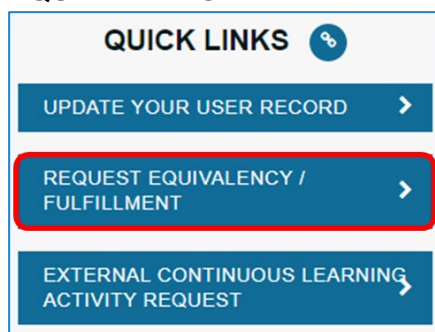 QUICK LINKS
UPDATE YOUR USER RECORD
REQUEST EQUIVALENCY /
FULFILLMENT
EXTERNAL CONTINUOUS LEARNING
ACTIVITY REQUEST